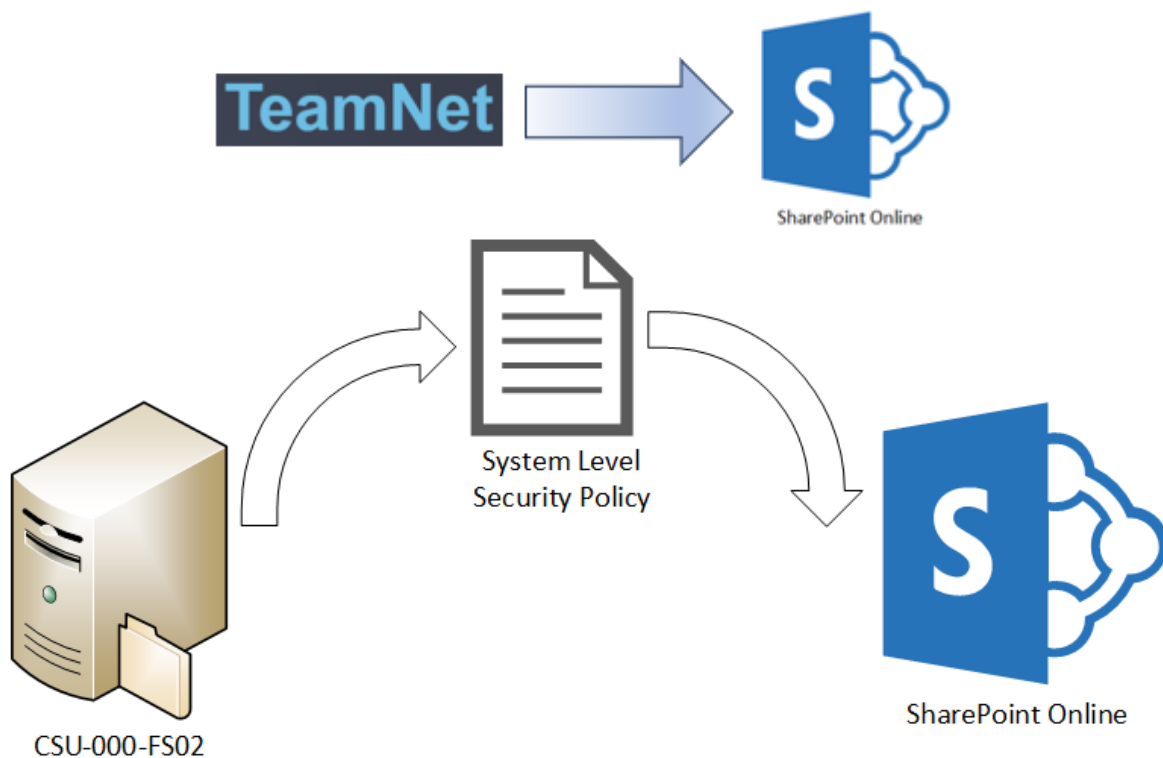 TeamNet
S
SharePoint Online
System Level
Security Policy
S
SharePoint Online
CSU-000-FS02